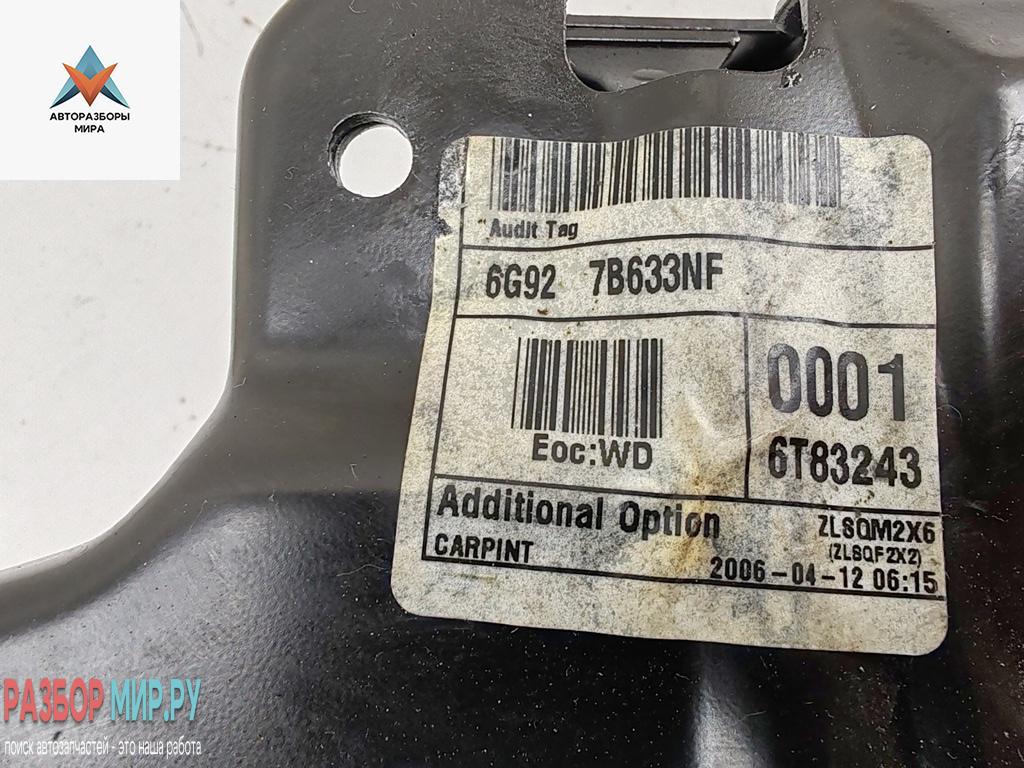 АВТОРАЗБОРЫ
МИРА
Audit Tag
6G92 7B633NF
0001
Eoc:WD
6T83243
Additional Option
ZLSQM2X6
(ZLSQF2X2)
CARPINT
2006-04-12 06:15
РАЗБОР МИР.РУ
поиск автозапчастей - это наша работа